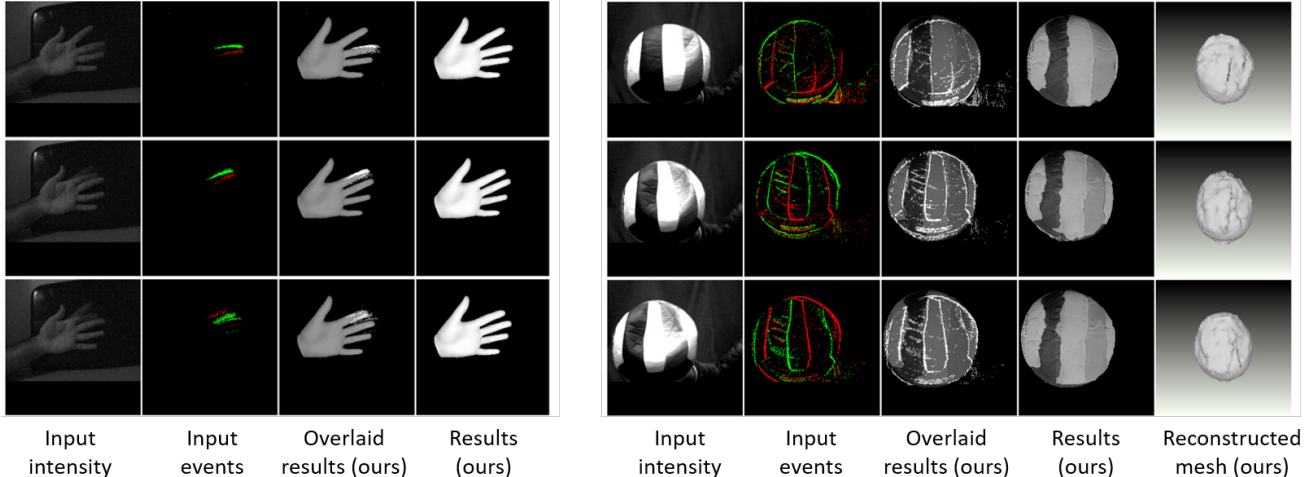 Input
intensity
Input
events
Overlaid
results (ours)
Results
(ours)
Input
intensity
Input
events
Overlaid
results (ours)
Results
(ours)
Reconstructed
mesh (ours)